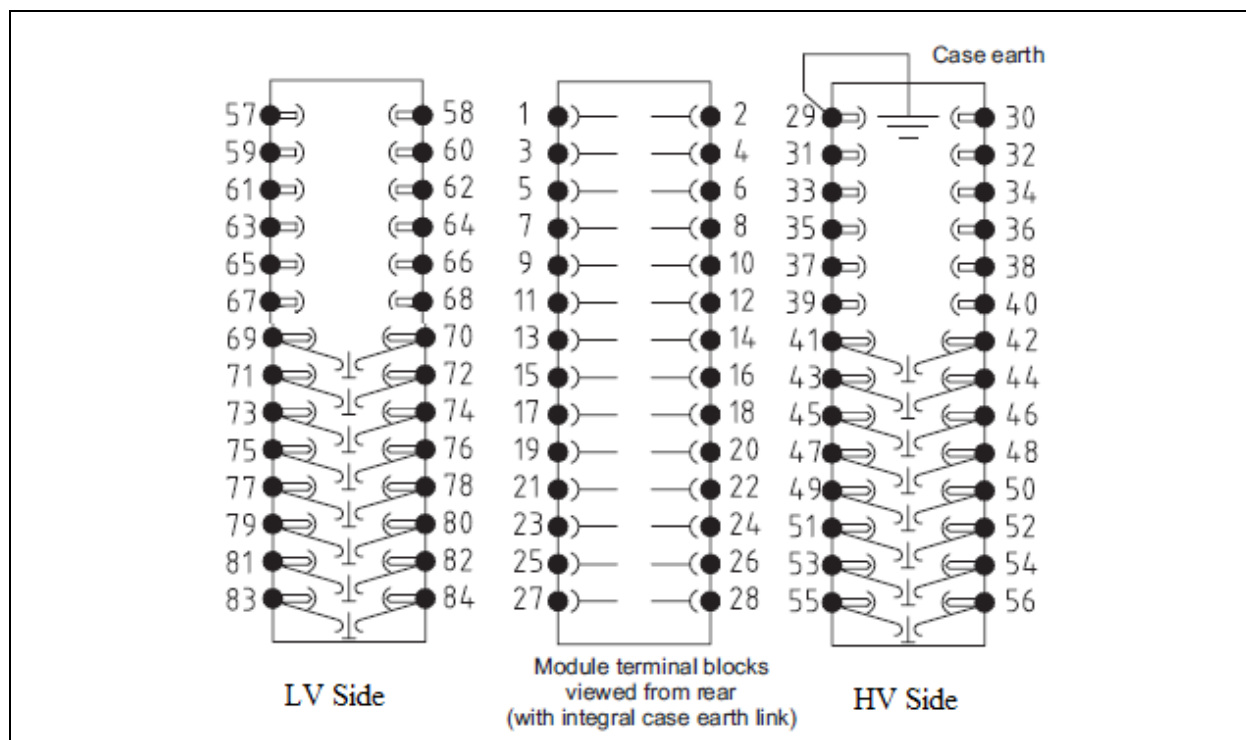 Case earth
57 58 1 2 29 30
59 60 3 4 31 32
61 62 5 6 33 34
63 64 7 8 35 36
65 66 9 10 37 38
67 68 11 12 39 40
69 70 13 14 41 42
71 72 15 16 43 44
73 74 17 18 45 46
75 76 19 20 47 48
77 78 21 22 49 50
79 80 23 24 51 52
81 82 25 26 53 54
83 84 27 28 55 56
LV Side
Module terminal blocks
viewed from rear
(with integral case earth link)
HV Side